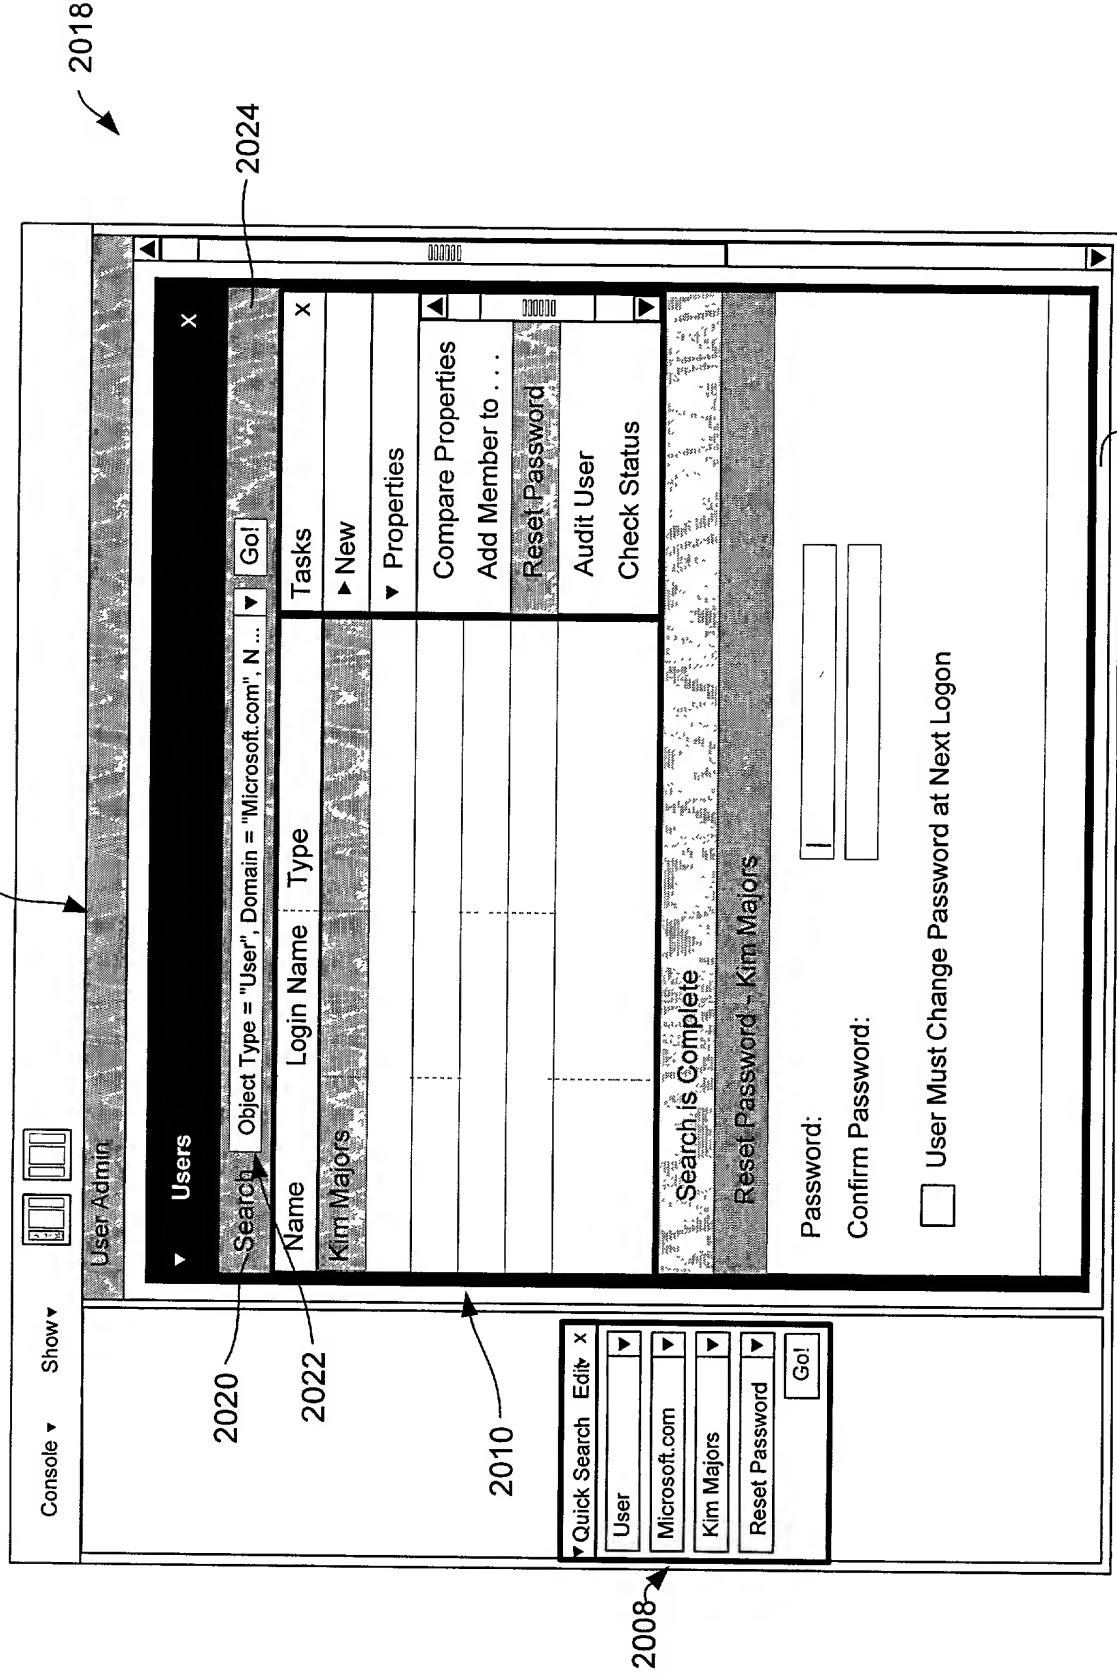 2018
Console ▾ Show ▾
User Admin
▾ Users x
2024
2020
Search Object Type = "User", Domain = "Microsoft.com", N ... ▾ Go!
2022
Name Login Name Type
Kim Majors
Tasks x
▸ New
▾ Properties
Compare Properties
Add Member to . . .
Reset Password
Audit User
Check Status
2010
▾ Quick Search Edit▾ x
User
Microsoft.com
Kim Majors
Reset Password
Go!
2008
Search is Complete
Reset Password - Kim Majors
Password:
Confirm Password:
User Must Change Password at Next Logon